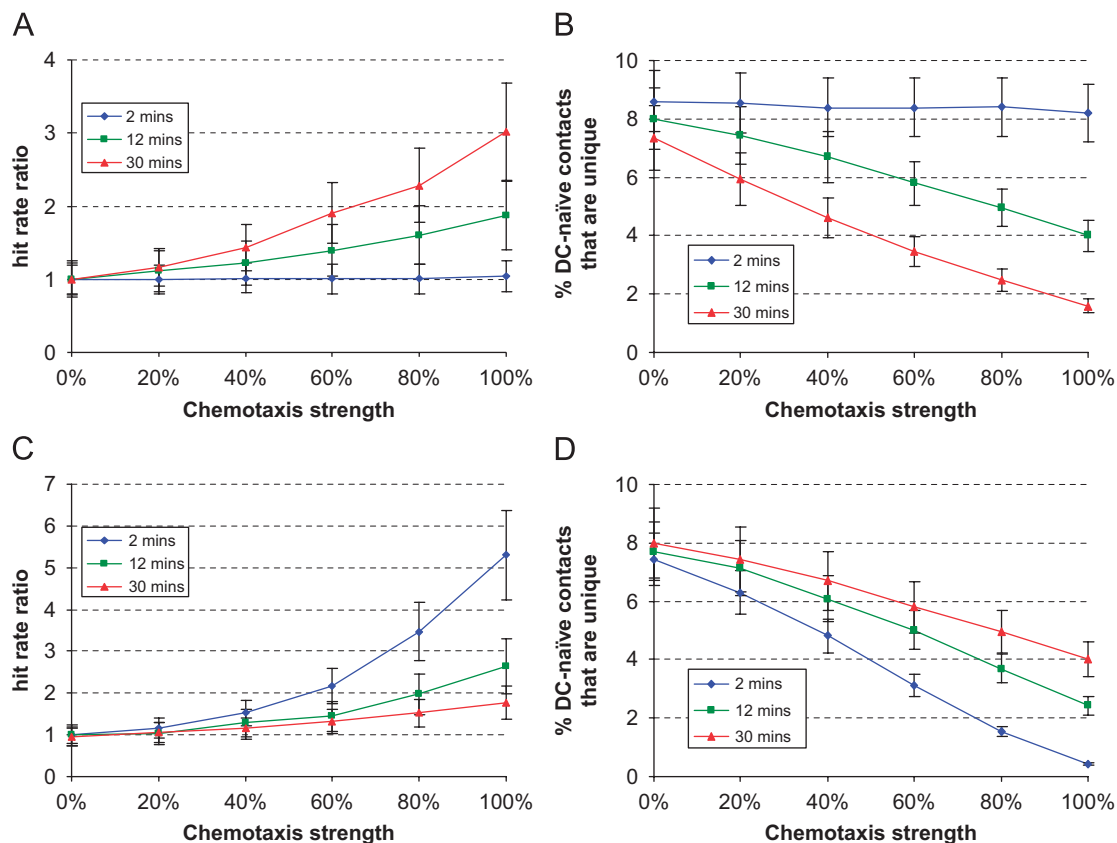 A
4
3
2
1
0
hit rate ratio
2 mins
12 mins
30 mins
0% 20% 40% 60% 80% 100%
Chemotaxis strength
B
10
8
6
4
2
0
% DC-naïve contacts
that are unique
2 mins
12 mins
30 mins
0% 20% 40% 60% 80% 100%
Chemotaxis strength
C
7
6
5
4
3
2
1
0
hit rate ratio
2 mins
12 mins
30 mins
0% 20% 40% 60% 80% 100%
Chemotaxis strength
D
10
8
6
4
2
0
% DC-naïve contacts
that are unique
2 mins
12 mins
30 mins
0% 20% 40% 60% 80% 100%
Chemotaxis strength